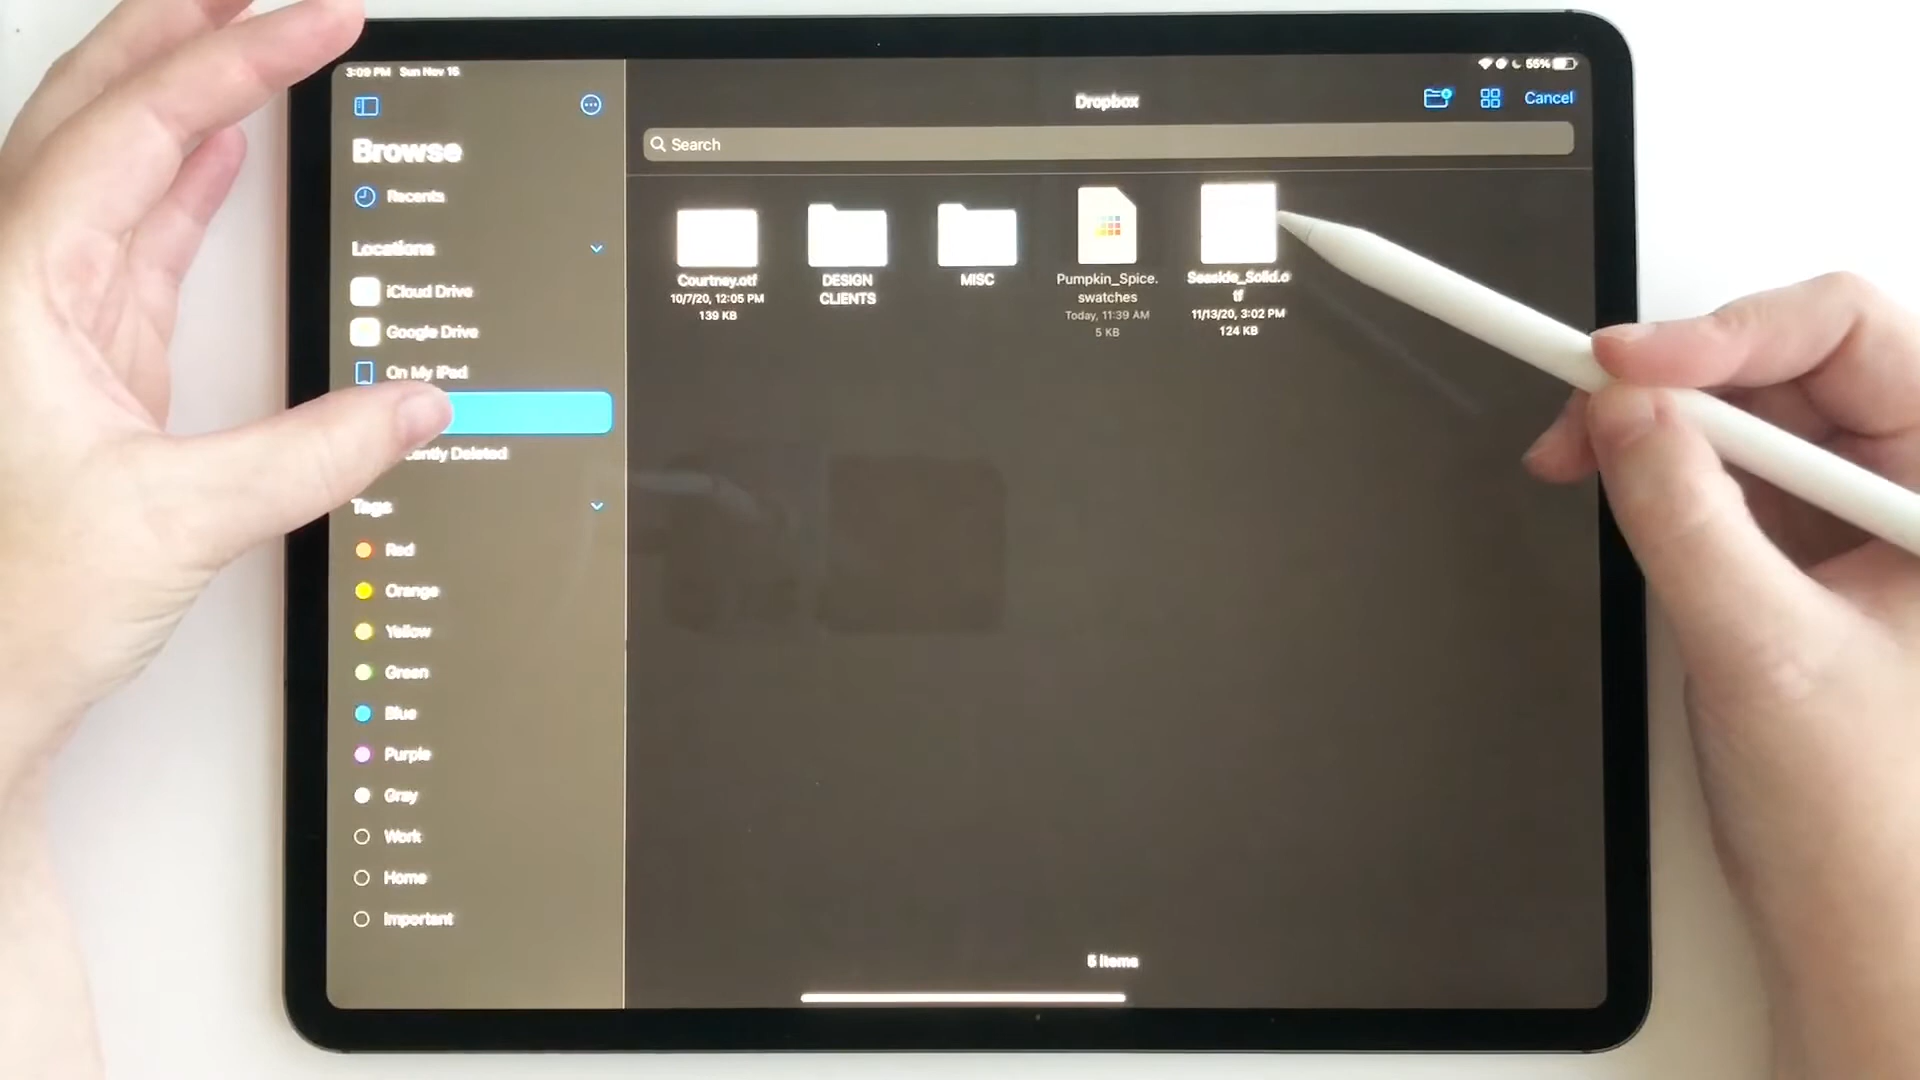 3:09 PM Sun Nov 15
55%
Browse
Recents
Locations
iCloud Drive
Google Drive
On My iPad
cently Deleted
Tags
Red
Orange
Yellow
Green
Blue
Purple
Gray
Work
Home
Important
Dropbox
Cancel
Search
Courtney.otf
10/7/20, 12:05 PM
139 KB
DESIGN
CLIENTS
MISC
Pumpkin_Spice.
swatches
Today, 11:39 AM
5 KB
Seaside_Solid.o
tf
11/13/20, 3:02 PM
124 KB
5 items